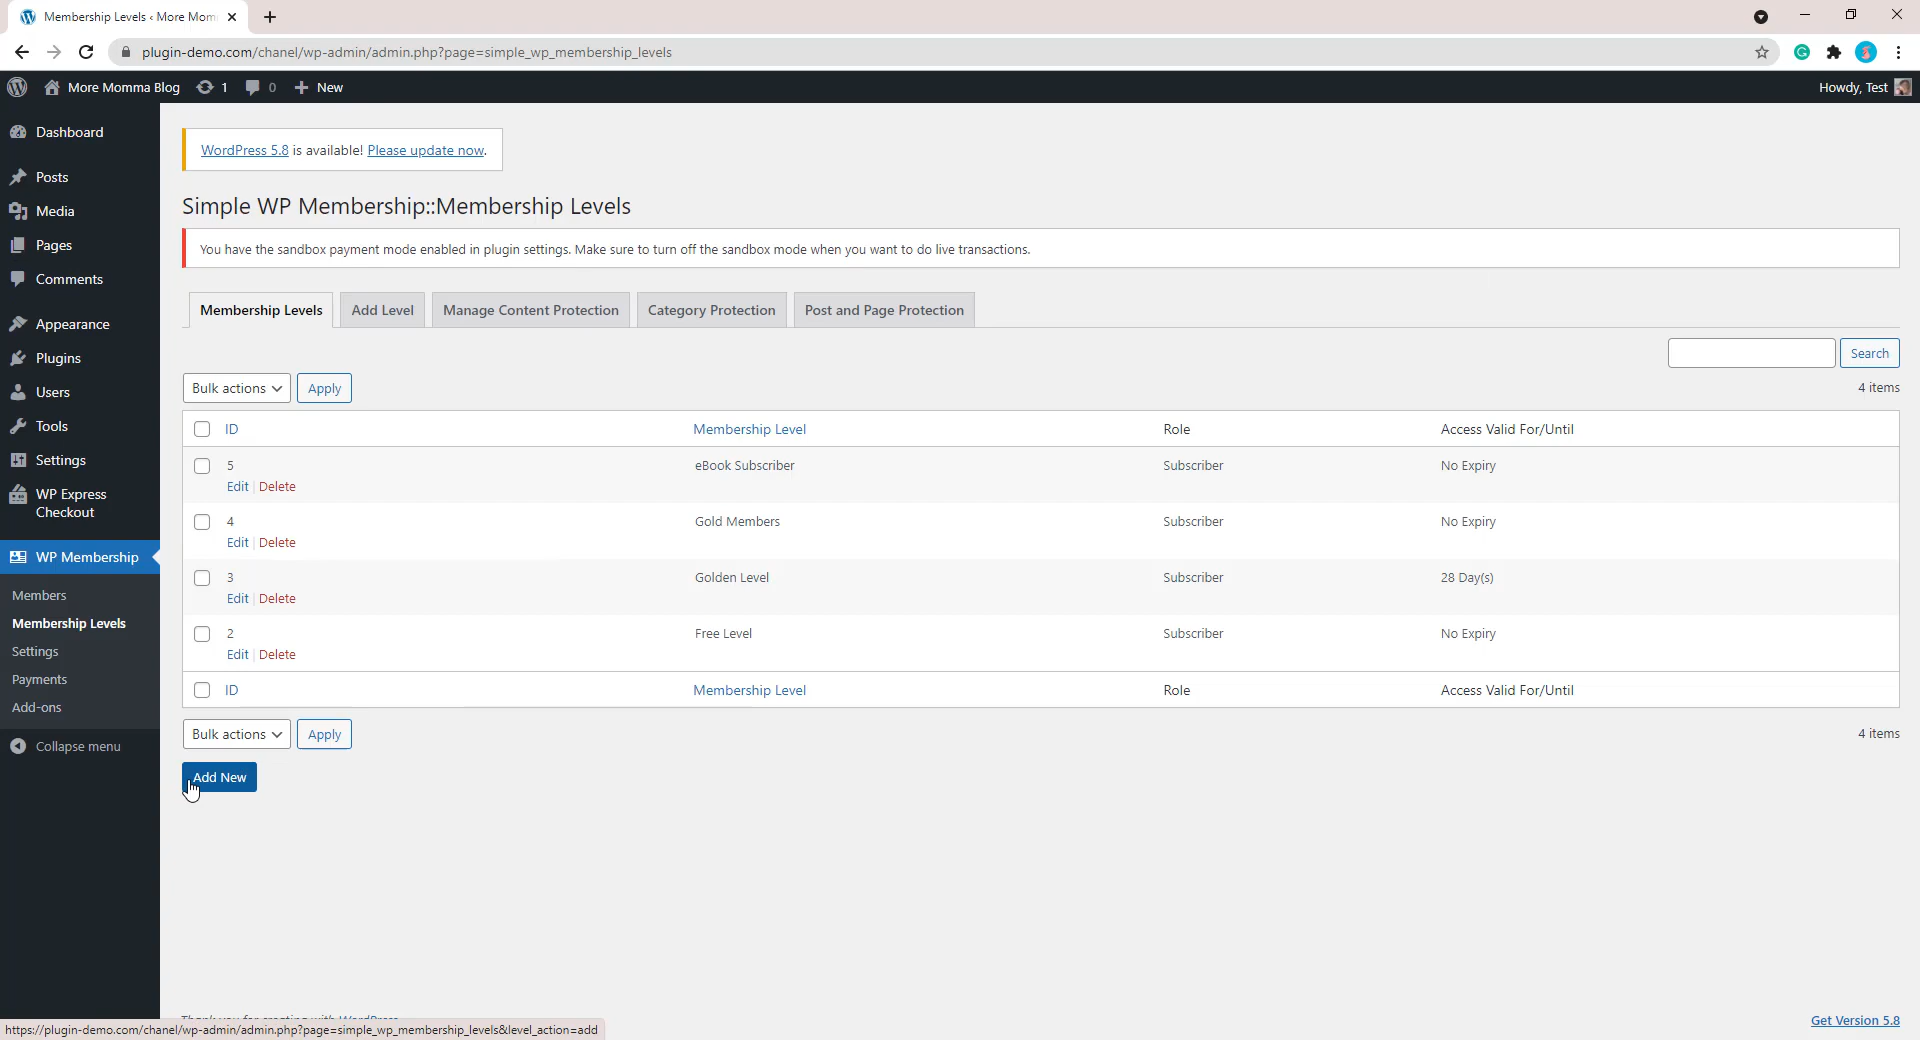 Membership Levels ‹ More Mom
plugin-demo.com/chanel/wp-admin/admin.php?page=simple_wp_membership_levels
More Momma Blog 1 0 New Howdy, Test
Dashboard
Posts
Media
Pages
Comments
Appearance
Plugins
Users
Tools
Settings
WP Express
Checkout
WP Membership
Members
Membership Levels
Settings
Payments
Add-ons
Collapse menu
WordPress 5.8 is available! Please update now.
Simple WP Membership::Membership Levels
You have the sandbox payment mode enabled in plugin settings. Make sure to turn off the sandbox mode when you want to do live transactions.
Membership Levels Add Level Manage Content Protection Category Protection Post and Page Protection
Search
Bulk actions Apply 4 items
ID Membership Level Role Access Valid For/Until
5 eBook Subscriber Subscriber No Expiry
Edit | Delete
4 Gold Members Subscriber No Expiry
Edit | Delete
3 Golden Level Subscriber 28 Day(s)
Edit | Delete
2 Free Level Subscriber No Expiry
Edit | Delete
ID Membership Level Role Access Valid For/Until
Bulk actions Apply 4 items
Add New
Thank you for creating with WordPress.
Get Version 5.8
https://plugin-demo.com/chanel/wp-admin/admin.php?page=simple_wp_membership_levels&level_action=add